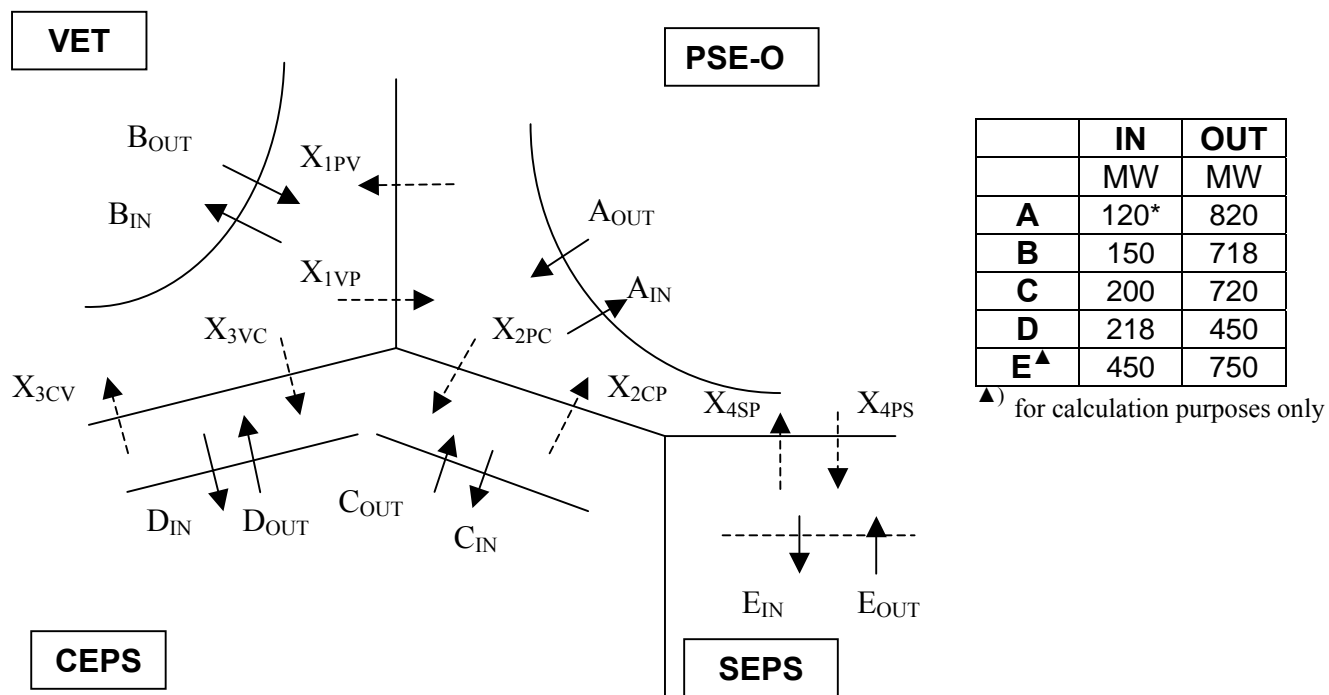 VET
PSE-O
B_OUT
X_1PV
B_IN
A_OUT
X_1VP
A_IN
X_3VC
X_2PC
X_3CV
X_2CP
X_4SP
X_4PS
D_IN
D_OUT
C_OUT
C_IN
E_IN
E_OUT
CEPS
SEPS
IN OUT
MW MW
A 120* 820
B 150 718
C 200 720
D 218 450
E▲ 450 750
▲) for calculation purposes only